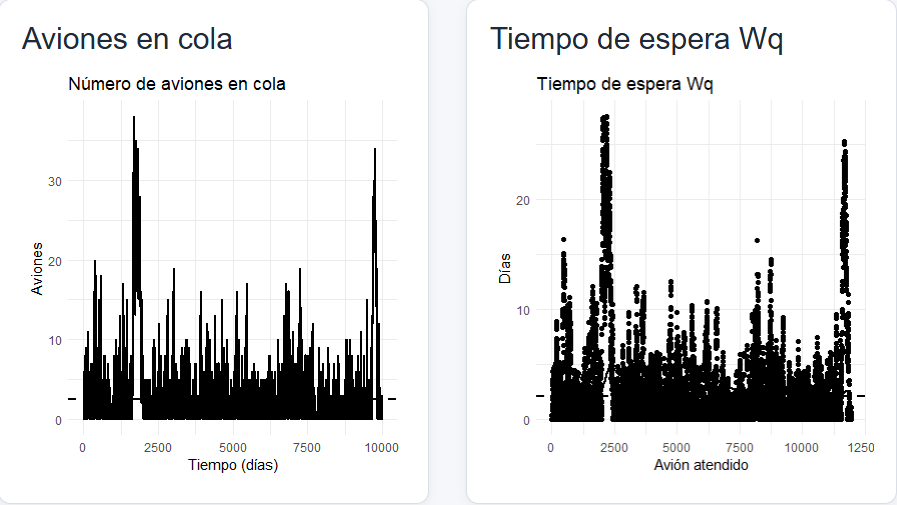 Aviones en cola
Número de aviones en cola
Aviones
30
20
10
0
0 2500 5000 7500 10000
Tiempo (días)
Tiempo de espera Wq
Tiempo de espera Wq
Días
20
10
0
0 2500 5000 7500 10000 1250
Avión atendido